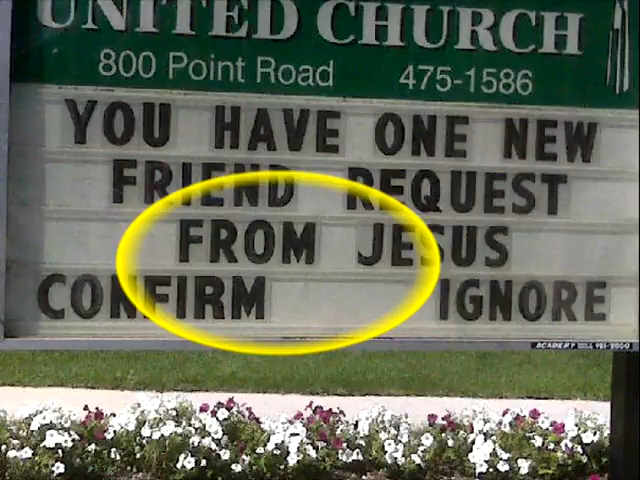 UNITED CHURCH
800 Point Road 475-1586
YOU HAVE ONE NEW
FRIEND REQUEST
FROM JESUS
CONFIRM IGNORE